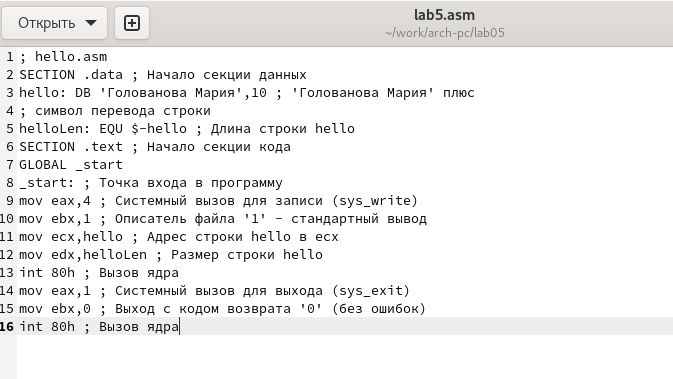 Открыть
lab5.asm
~/work/arch-pc/lab05
1 ; hello.asm
2 SECTION .data ; Начало секции данных
3 hello: DB 'Голованова Мария',10 ; 'Голованова Мария' плюс
4 ; символ перевода строки
5 helloLen: EQU $-hello ; Длина строки hello
6 SECTION .text ; Начало секции кода
7 GLOBAL _start
8 _start: ; Точка входа в программу
9 mov eax,4 ; Системный вызов для записи (sys_write)
10 mov ebx,1 ; Описатель файла '1' - стандартный вывод
11 mov ecx,hello ; Адрес строки hello в ecx
12 mov edx,helloLen ; Размер строки hello
13 int 80h ; Вызов ядра
14 mov eax,1 ; Системный вызов для выхода (sys_exit)
15 mov ebx,0 ; Выход с кодом возврата '0' (без ошибок)
16 int 80h ; Вызов ядра